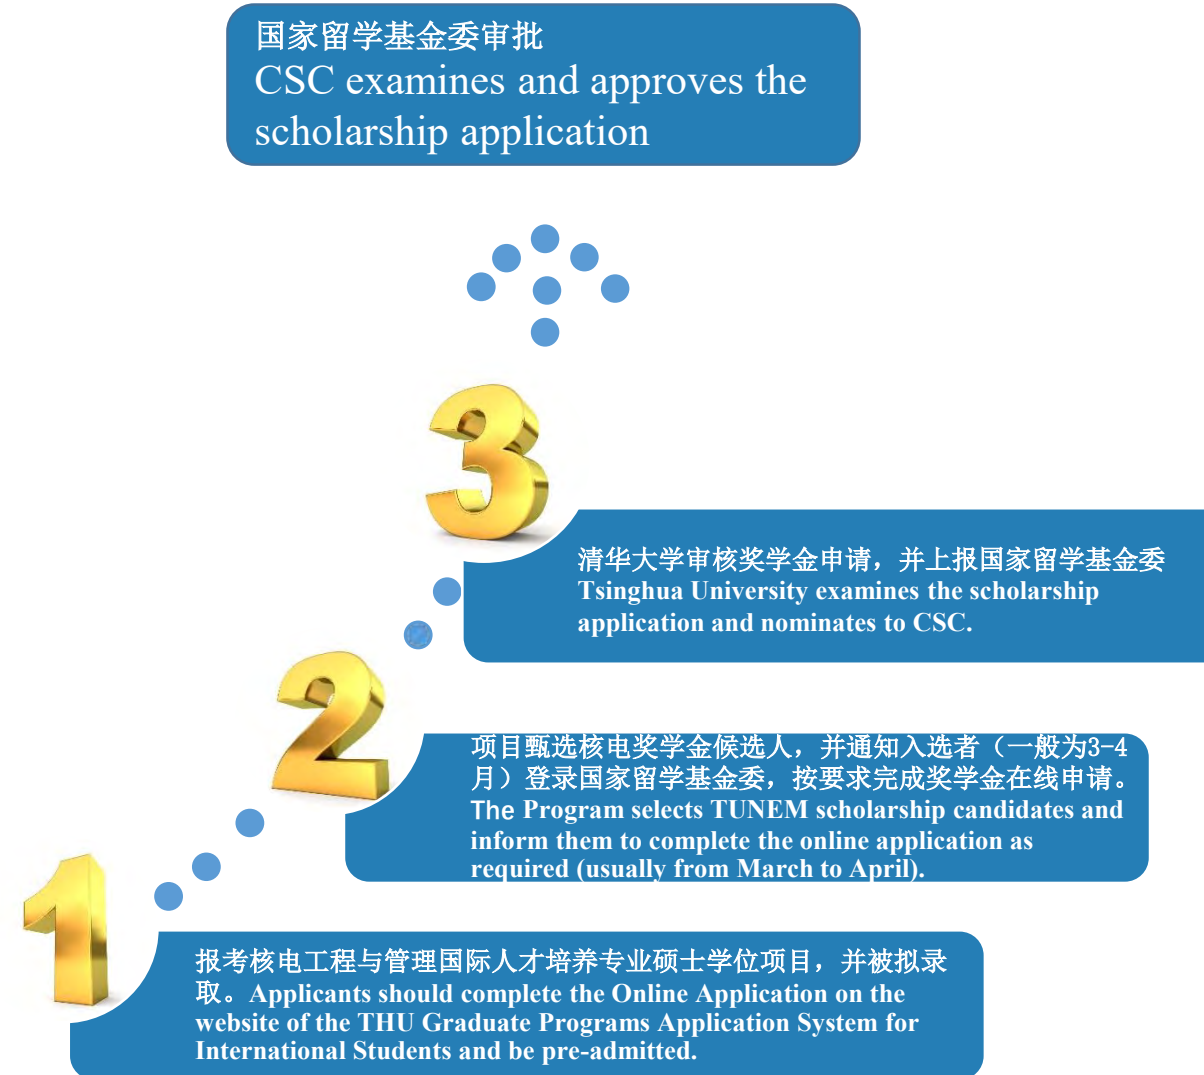 国家留学基金委审批
CSC examines and approves the
scholarship application
3
清华大学审核奖学金申请，并上报国家留学基金委
Tsinghua University examines the scholarship
application and nominates to CSC.
2
项目甄选核电奖学金候选人，并通知入选者（一般为3-4
月）登录国家留学基金委，按要求完成奖学金在线申请。
The Program selects TUNEM scholarship candidates and
inform them to complete the online application as
required (usually from March to April).
1
报考核电工程与管理国际人才培养专业硕士学位项目，并被拟录
取。Applicants should complete the Online Application on the
website of the THU Graduate Programs Application System for
International Students and be pre-admitted.